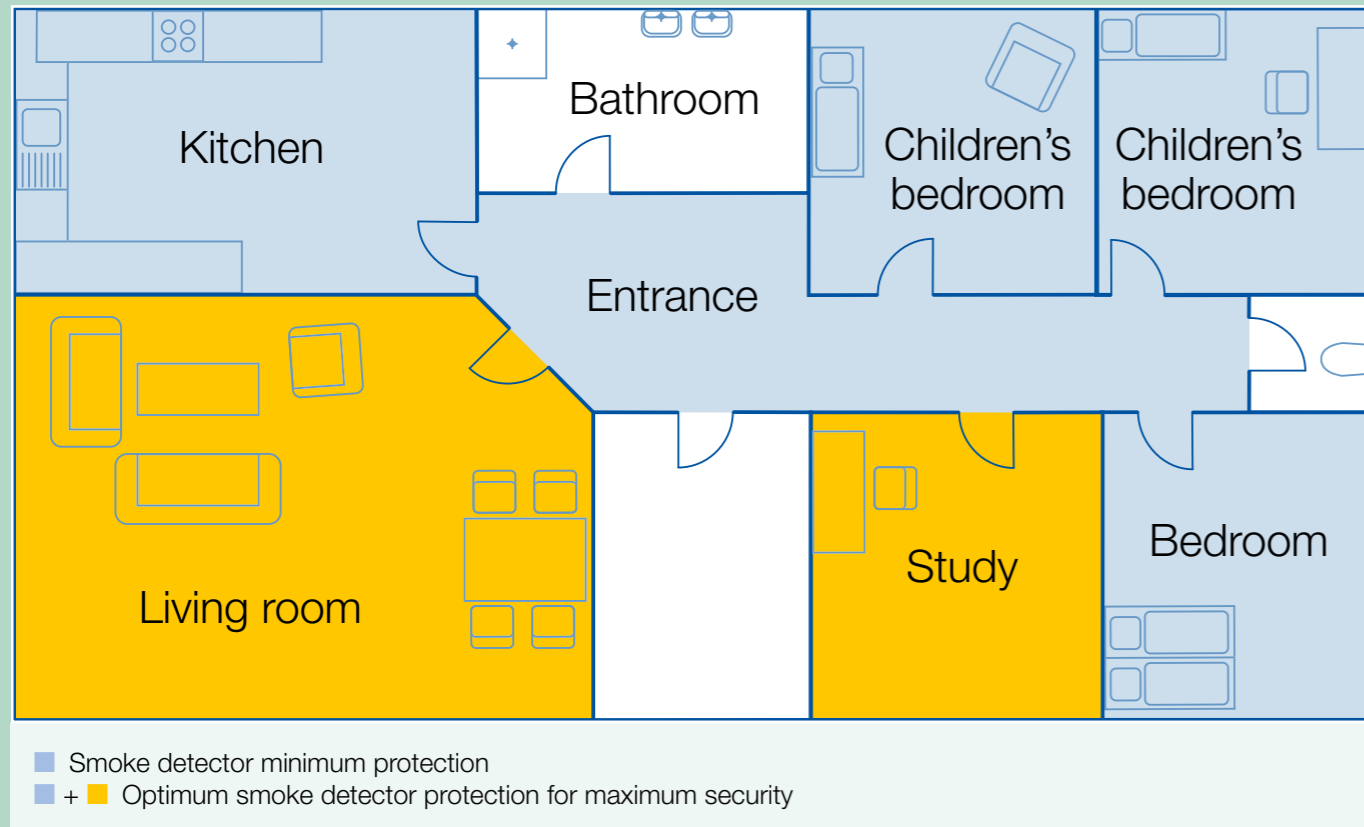 Bathroom
Kitchen
Children's
bedroom
Children's
bedroom
Entrance
Living room
Study
Bedroom
Smoke detector minimum protection
+ Optimum smoke detector protection for maximum security